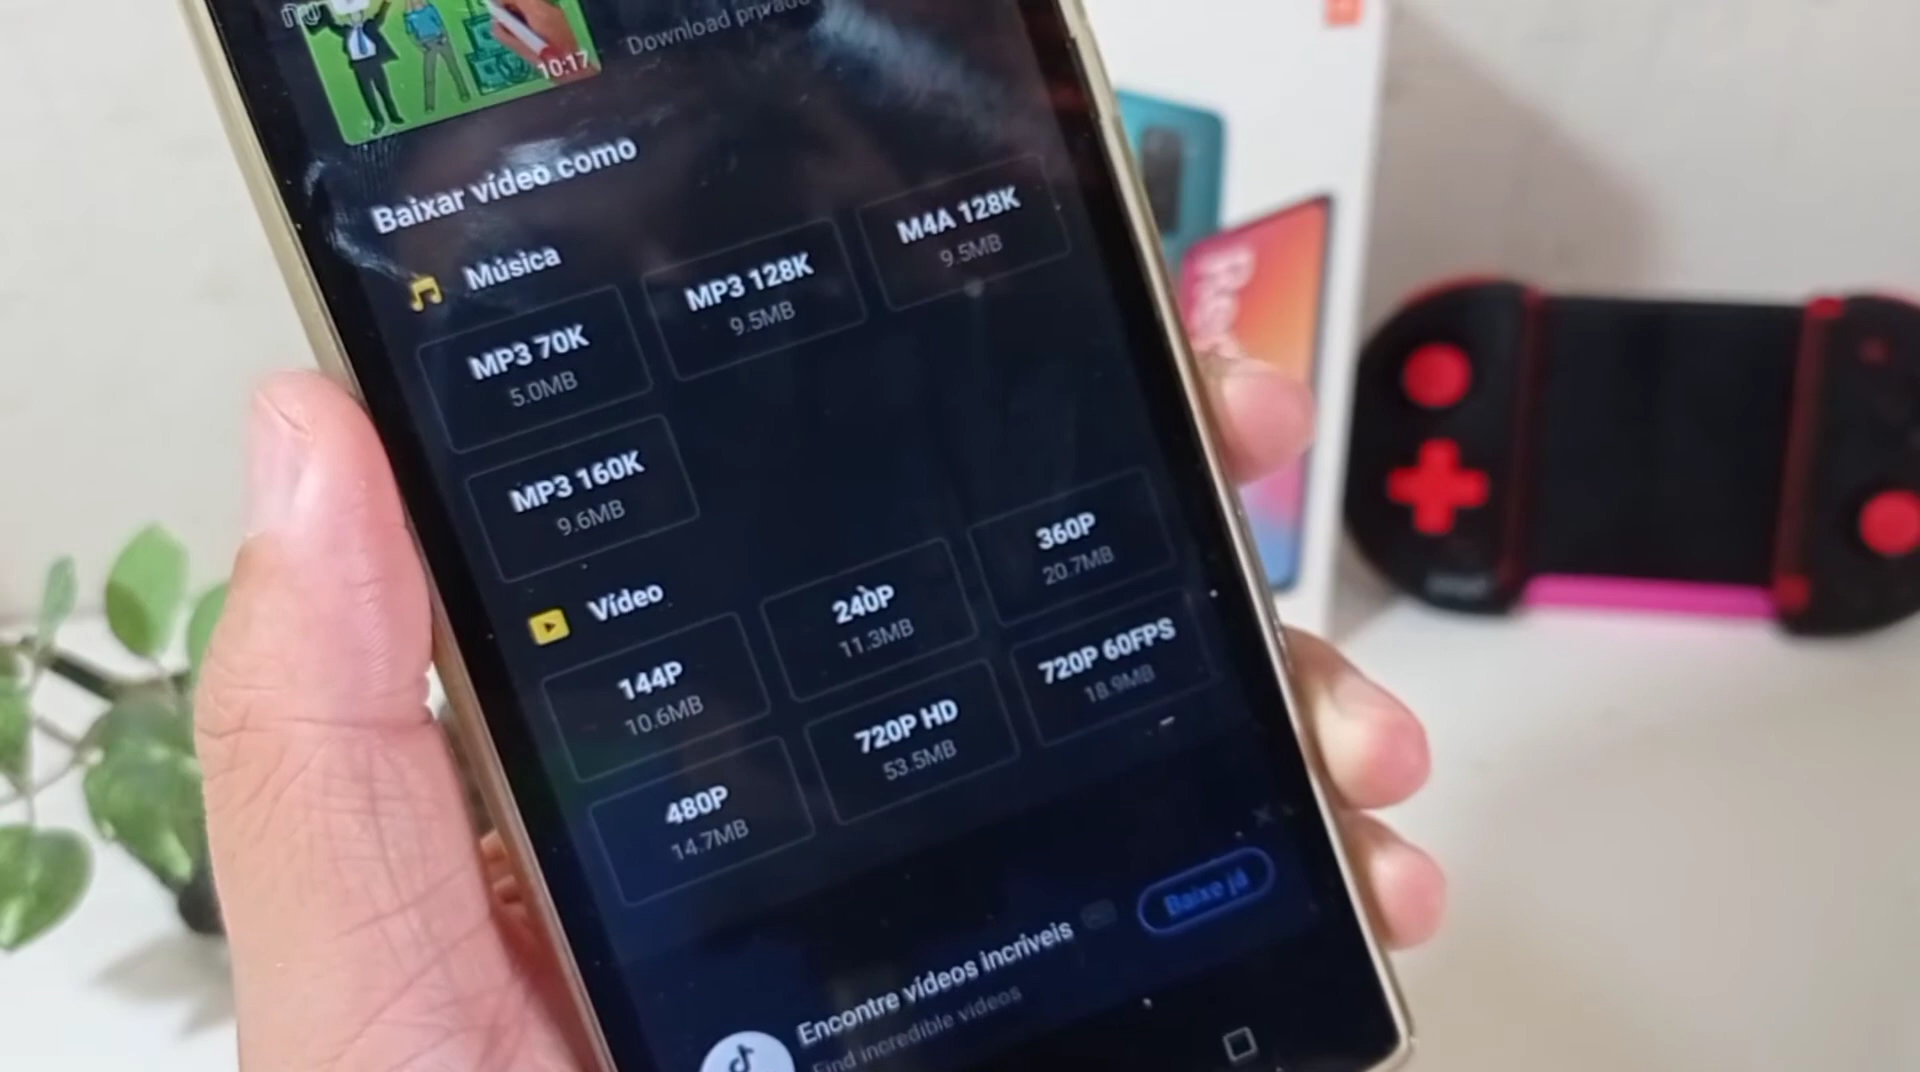 10:17
Download privado
Baixar vídeo como
Música
MP3 70K
5.0MB
MP3 128K
9.5MB
M4A 128K
9.5MB
MP3 160K
9.6MB
Vídeo
144P
10.6MB
240P
11.3MB
360P
20.7MB
480P
14.7MB
720P HD
53.5MB
720P 60FPS
18.9MB
Encontre vídeos incríveis
Find incredible videos
Baixe já